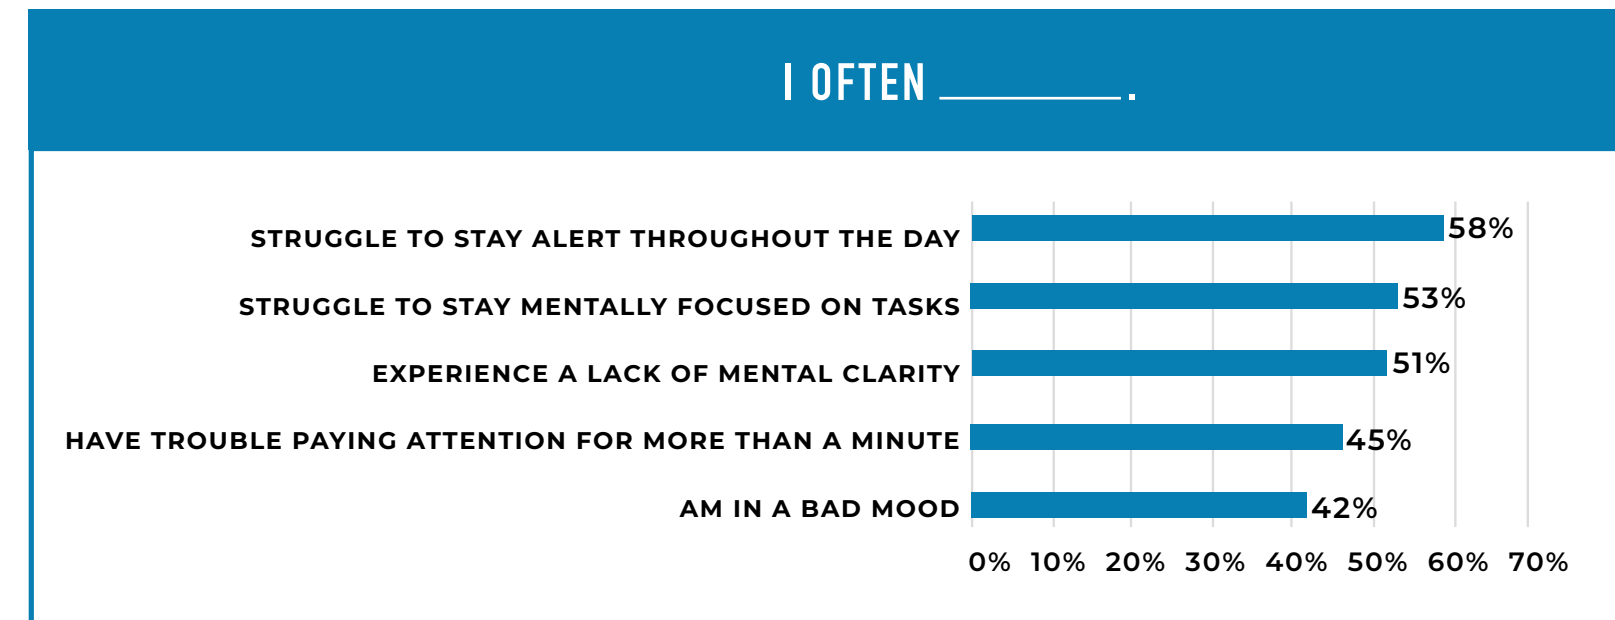 I OFTEN ________.
STRUGGLE TO STAY ALERT THROUGHOUT THE DAY 58%
STRUGGLE TO STAY MENTALLY FOCUSED ON TASKS 53%
EXPERIENCE A LACK OF MENTAL CLARITY 51%
HAVE TROUBLE PAYING ATTENTION FOR MORE THAN A MINUTE 45%
AM IN A BAD MOOD 42%
0% 10% 20% 30% 40% 50% 60% 70%